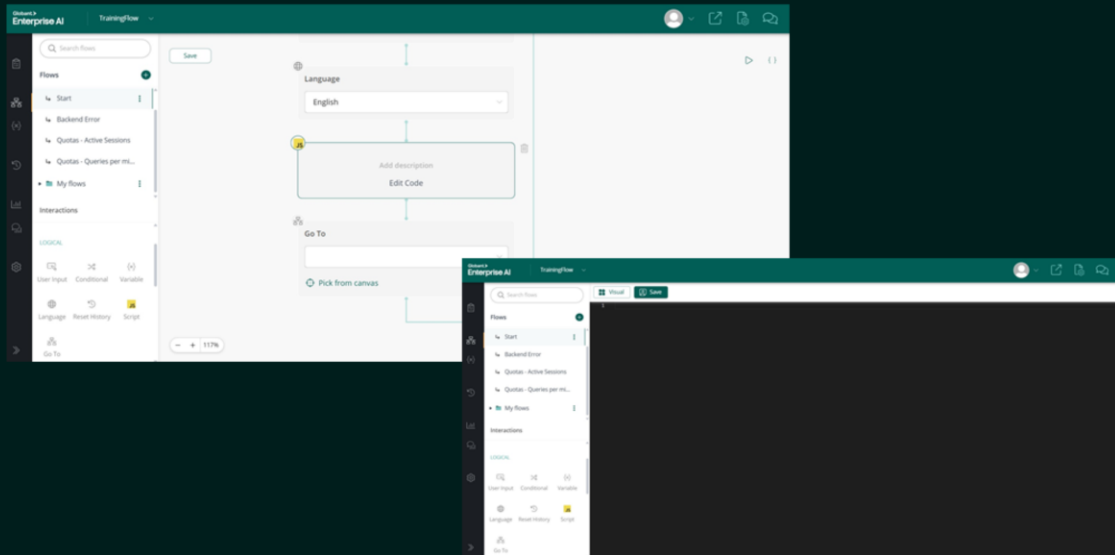 Globant
Enterprise AI
TrainingFlow
Search flows
Flows
Start
Backend Error
Quotas - Active Sessions
Quotas - Queries per mi...
My flows
Interactions
LOGICAL
User Input
Conditional
Variable
Language
Reset History
JS
Script
Go To
Save
Language
English
JS
Add description
Edit Code
Go To
Pick from canvas
117%
Globant
Enterprise AI
TrainingFlow
Search flows
Flows
Start
Backend Error
Quotas - Active Sessions
Quotas - Queries per mi...
My flows
Interactions
LOGICAL
User Input
Conditional
Variable
Language
Reset History
JS
Script
Go To
Visual
Save
1